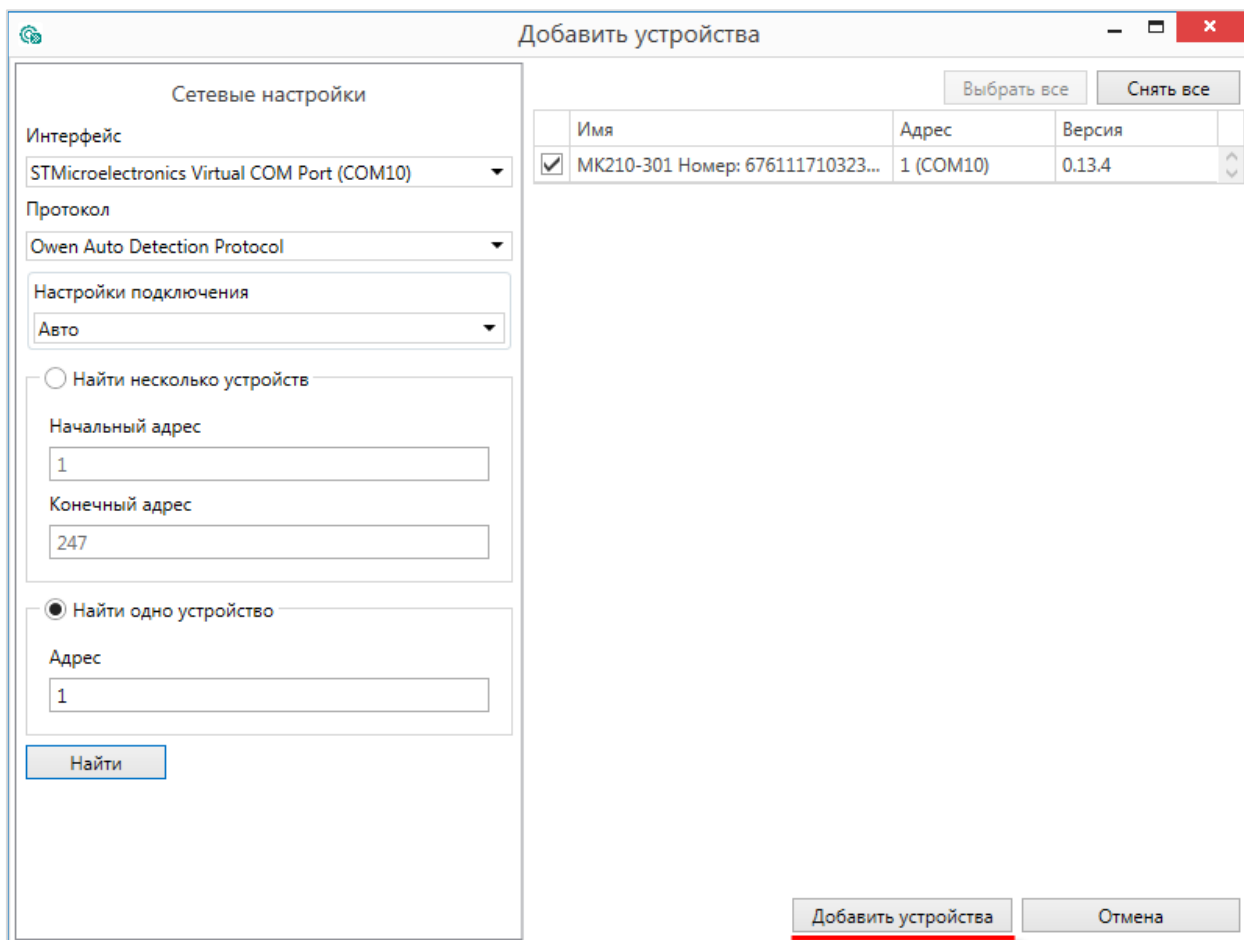 Добавить устройства
Сетевые настройки
Интерфейс
STMicroelectronics Virtual COM Port (COM10)
Протокол
Owen Auto Detection Protocol
Настройки подключения
Авто
Найти несколько устройств
Начальный адрес
1
Конечный адрес
247
Найти одно устройство
Адрес
1
Найти
Выбрать все Снять все
Имя Адрес Версия
МК210-301 Номер: 676111710323... 1 (COM10) 0.13.4
Добавить устройства Отмена